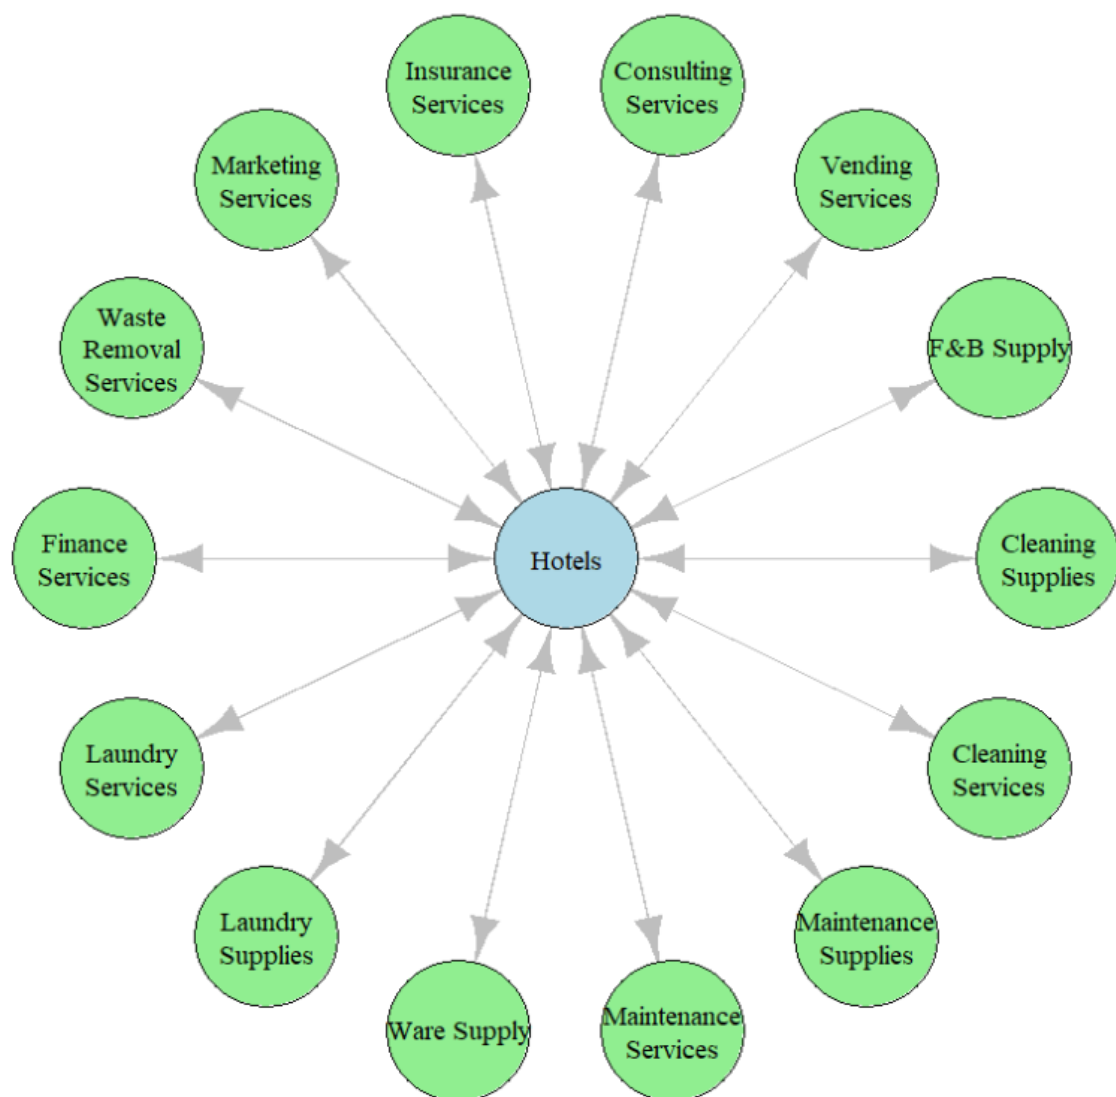 Insurance
Services
Consulting
Services
Marketing
Services
Vending
Services
Waste
Removal
Services
F&B Supply
Finance
Services
Hotels
Cleaning
Supplies
Laundry
Services
Cleaning
Services
Laundry
Supplies
Maintenance
Supplies
Ware Supply
Maintenance
Services